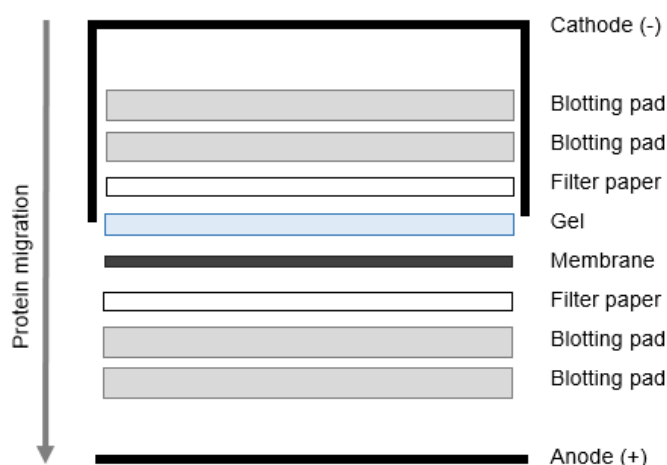 Cathode (-)
Blotting pad
Blotting pad
Filter paper
Gel
Membrane
Filter paper
Blotting pad
Blotting pad
Anode (+)
Protein migration